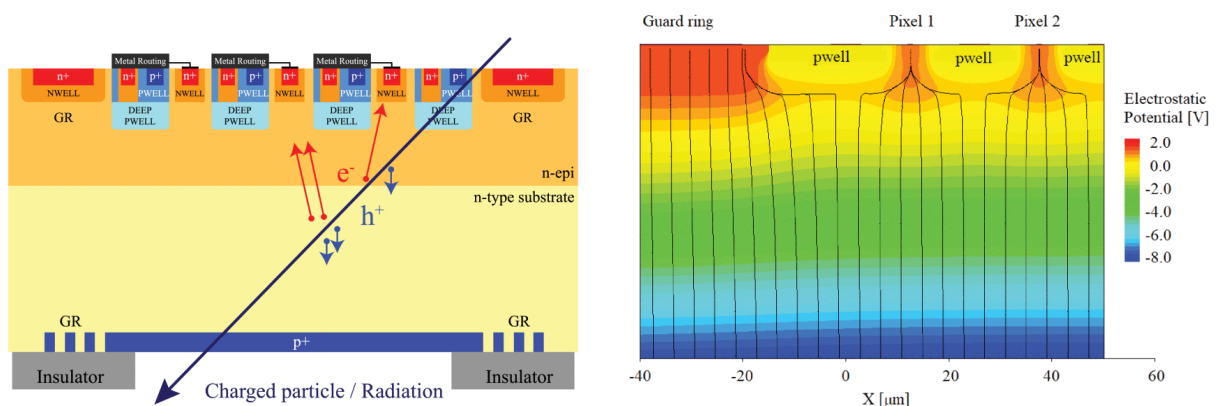 Metal Routing
Metal Routing
Metal Routing
n+
n+
p+
n+
n+
p+
n+
n+
p+
n+
n+
p+
n+
NWELL
PWELL
NWELL
PWELL
NWELL
PWELL
NWELL
PWELL
NWELL
GR
DEEP
PWELL
DEEP
PWELL
DEEP
PWELL
DEEP
PWELL
GR
e-
n-epi
n-type substrate
h+
GR
GR
p+
Insulator
Insulator
Charged particle / Radiation
Guard ring
Pixel 1
Pixel 2
pwell
pwell
pwell
Electrostatic
Potential [V]
2.0
0.0
-2.0
-4.0
-6.0
-8.0
-40
-20
0
20
40
60
X [μm]